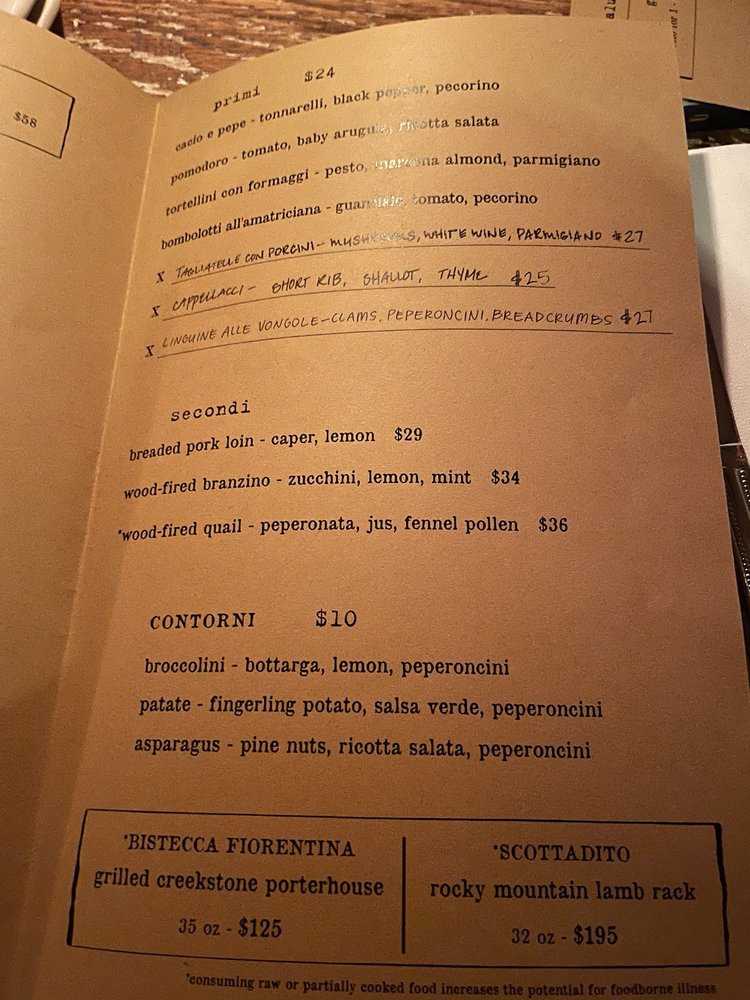 $58
primi $24
cacio e pepe - tonnarelli, black pepper, pecorino
pomodoro - tomato, baby arugula, ricotta salata
tortellini con formaggi - pesto, marcona almond, parmigiano
bombolotti all'amatriciana - guanciale, tomato, pecorino
X TAGLIATELLE CON PORCINI - MUSHROOMS, WHITE WINE, PARMIGIANO $27
X CAPPELLACCI - SHORT RIB, SHALLOT, THYME $25
X LINGUINE ALLE VONGOLE - CLAMS, PEPERONCINI, BREADCRUMBS $27
secondi
breaded pork loin - caper, lemon $29
wood-fired branzino - zucchini, lemon, mint $34
*wood-fired quail - peperonata, jus, fennel pollen $36
CONTORNI $10
broccolini - bottarga, lemon, peperoncini
patate - fingerling potato, salsa verde, peperoncini
asparagus - pine nuts, ricotta salata, peperoncini
*BISTECCA FIORENTINA
grilled creekstone porterhouse
35 oz - $125
*SCOTTADITO
rocky mountain lamb rack
32 oz - $195
*consuming raw or partially cooked food increases the potential for foodborne illness